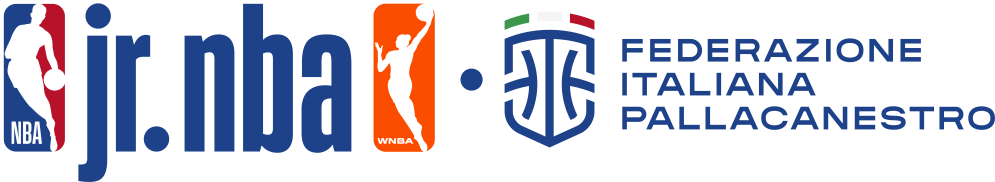 NBA
jr.nba
WNBA
FEDERAZIONE
ITALIANA
PALLACANESTRO